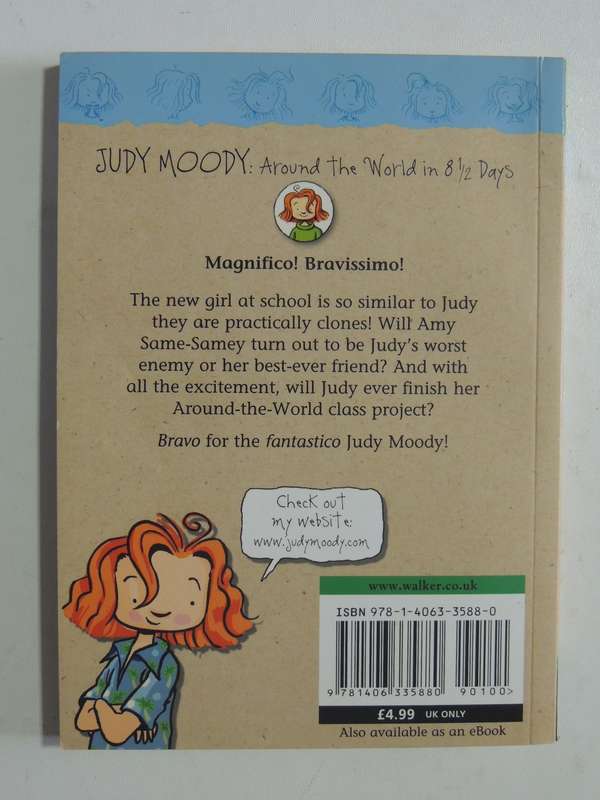 JUDY MOODY: Around the World in 8 1/2 Days
Magnifico! Bravissimo!
The new girl at school is so similar to Judy
they are practically clones! Will Amy
Same-Samey turn out to be Judy's worst
enemy or her best-ever friend? And with
all the excitement, will Judy ever finish her
Around-the-World class project?
Bravo for the fantastico Judy Moody!
Check out
my website:
www.judymoody.com
www.walker.co.uk
ISBN 978-1-4063-3588-0
9 781406 335880 90100>
£4.99 UK ONLY
Also available as an eBook